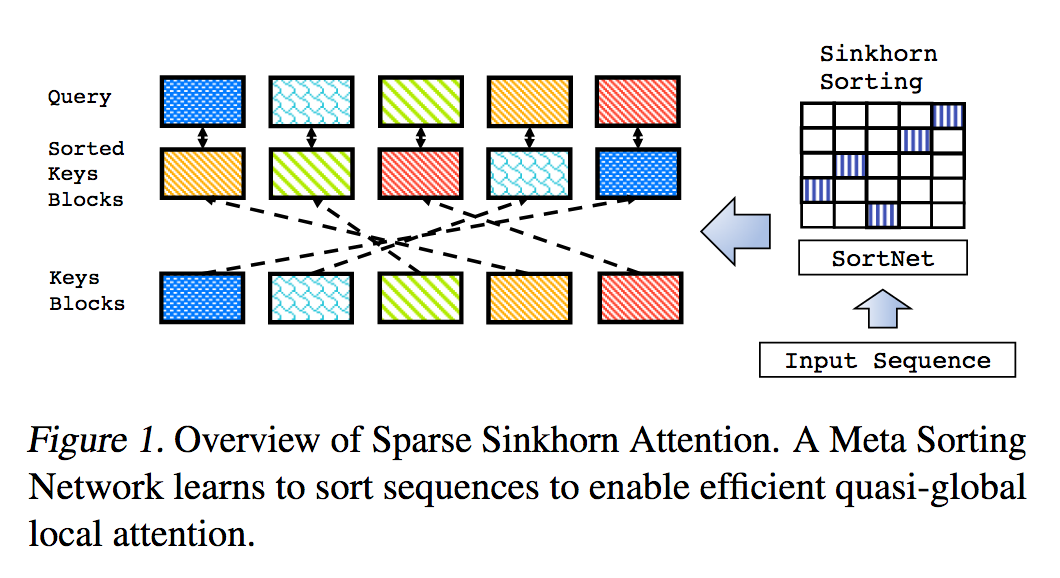 Query
Sorted
Keys
Blocks
Keys
Blocks
Sinkhorn
Sorting
SortNet
Input Sequence
Figure 1. Overview of Sparse Sinkhorn Attention. A Meta Sorting
Network learns to sort sequences to enable efficient quasi-global
local attention.